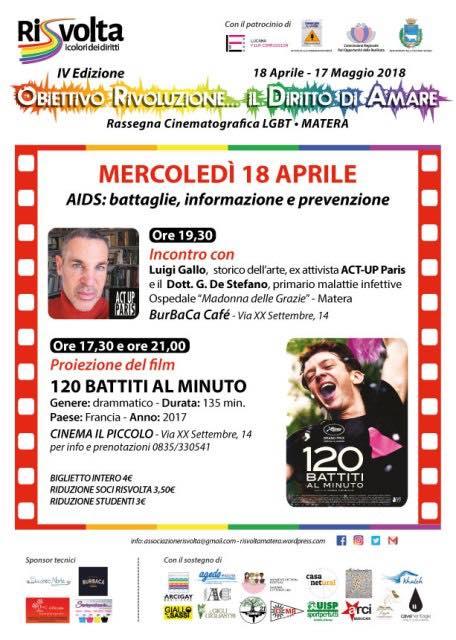 RiSvolta
i colori dei diritti
Con il patrocinio di
IV Edizione
18 Aprile - 17 Maggio 2018
OBIETTIVO RIVOLUZIONE... IL DIRITTO DI AMARE
Rassegna Cinematografica LGBT • MATERA
MERCOLEDÌ 18 APRILE
AIDS: battaglie, informazione e prevenzione
Ore 19,30
Incontro con
Luigi Gallo, storico dell'arte, ex attivista ACT-UP Paris
e il Dott. G. De Stefano, primario malattie infettive
Ospedale "Madonna delle Grazie" - Matera
BurBaCa Café - Via XX Settembre, 14
ACT UP
PARIS
Ore 17,30 e ore 21,00
Proiezione del film
120 BATTITI AL MINUTO
Genere: drammatico - Durata: 135 min.
Paese: Francia - Anno: 2017
CINEMA IL PICCOLO - Via XX Settembre, 14
per info e prenotazioni 0835/330541
BIGLIETTO INTERO 4€
RIDUZIONE SOCI RISVOLTA 3,50€
RIDUZIONE STUDENTI 3€
120
BATTITI
AL MINUTO
info: associazionerisvolta@gmail.com - risvoltamatera.wordpress.com
Sponsor tecnici
Con il sostegno di
BURBACA
agedo
casa
netural
Khaleh
ARCIGAY
GIALLO
SASSI
UISP
sportpertutti
arci